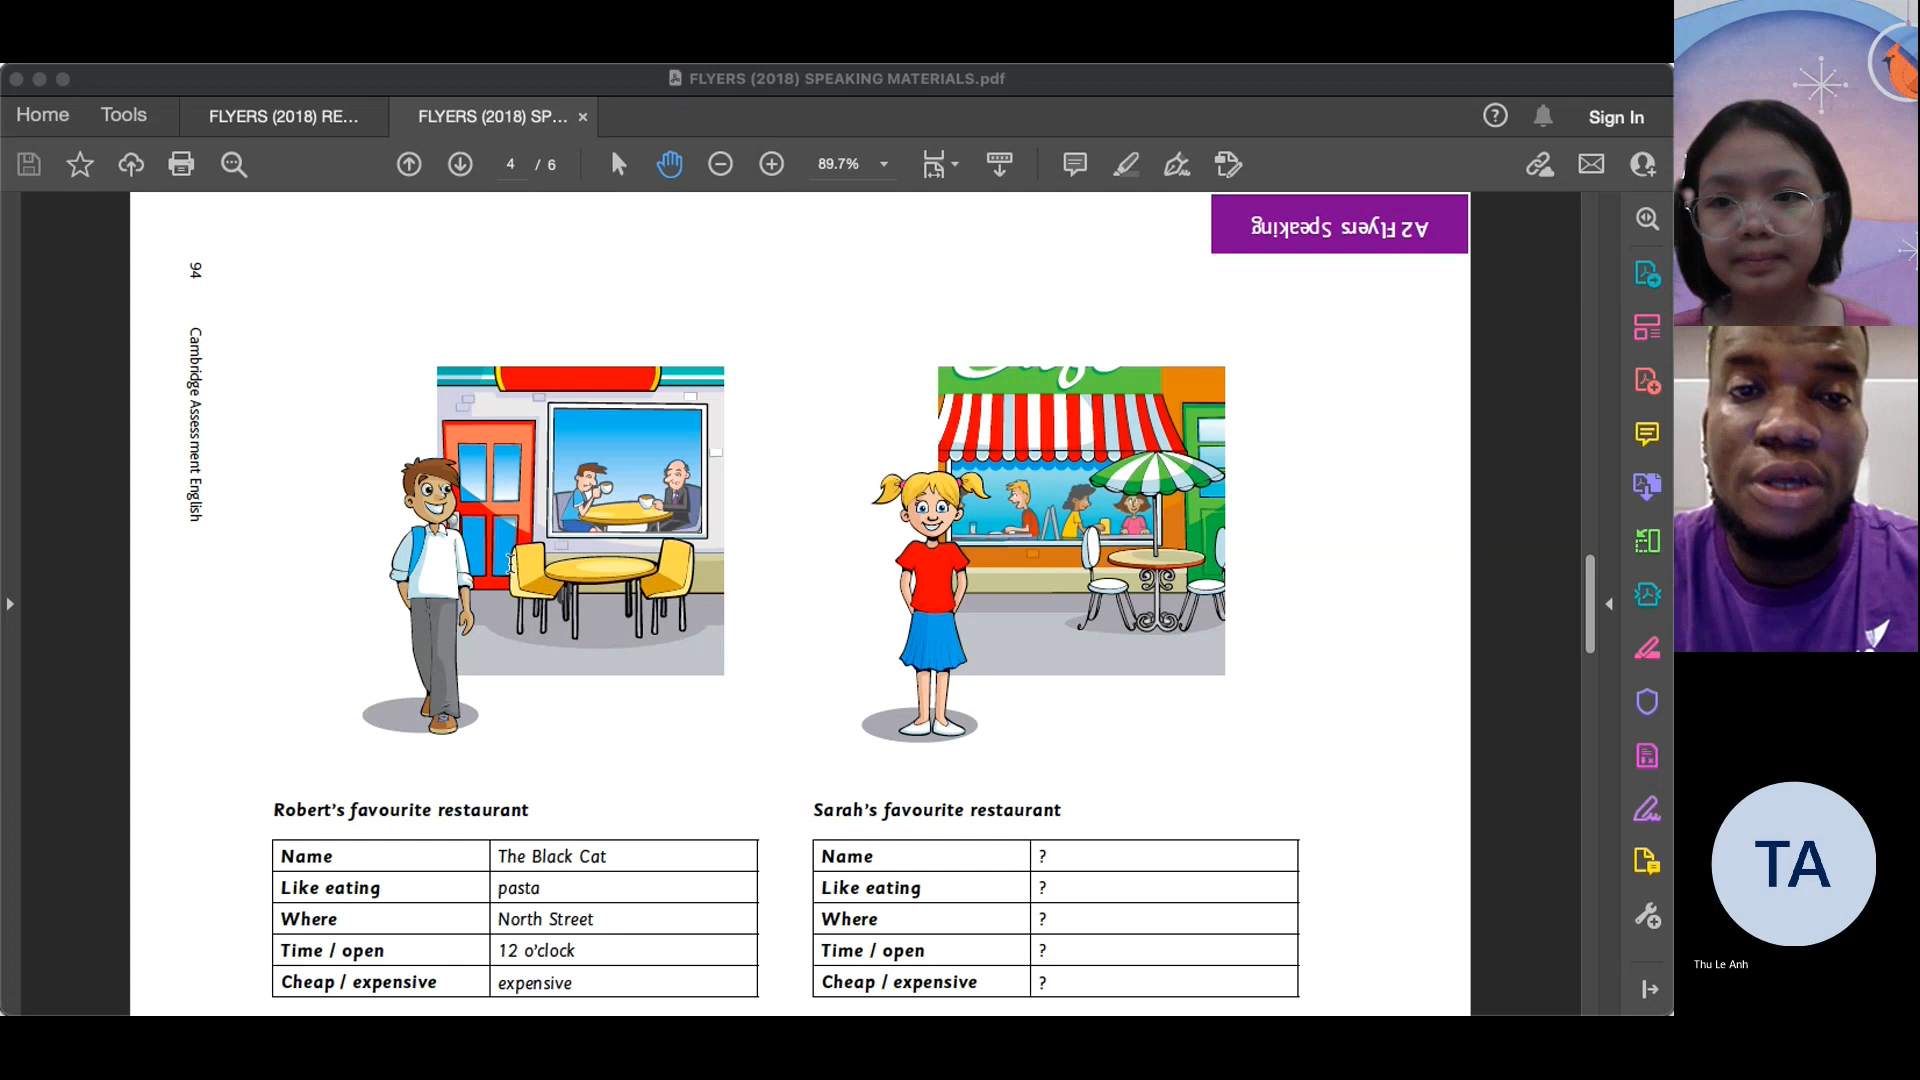 FLYERS (2018) SPEAKING MATERIALS.pdf
Home Tools FLYERS (2018) RE... FLYERS (2018) SP... × ? Sign In
4 / 6 89.7%
A2 Flyers Speaking
94 Cambridge Assessment English
Robert's favourite restaurant
Name The Black Cat
Like eating pasta
Where North Street
Time / open 12 o'clock
Cheap / expensive expensive
Sarah's favourite restaurant
Name ?
Like eating ?
Where ?
Time / open ?
Cheap / expensive ?
TA
Thu Le Anh